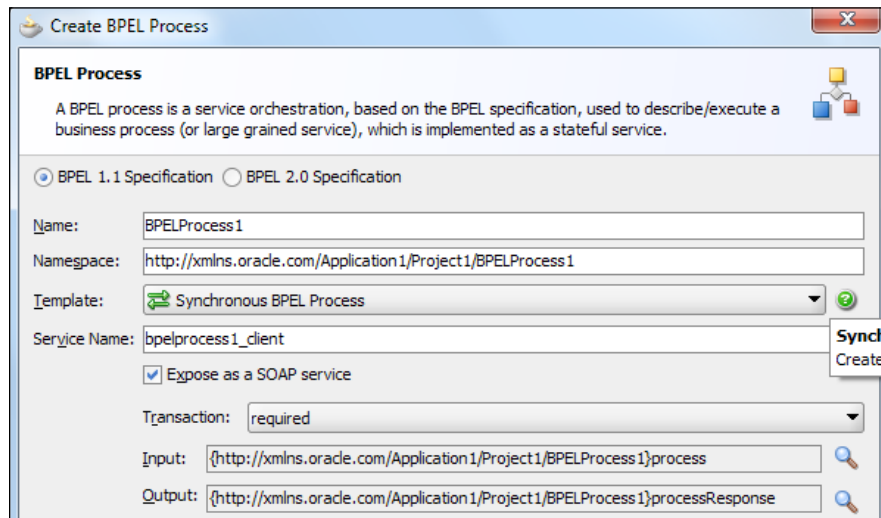 Create BPEL Process
BPEL Process
A BPEL process is a service orchestration, based on the BPEL specification, used to describe/execute a
business process (or large grained service), which is implemented as a stateful service.
BPEL 1.1 Specification BPEL 2.0 Specification
Name: BPELProcess1
Namespace: http://xmlns.oracle.com/Application1/Project1/BPELProcess1
Template: Synchronous BPEL Process
Service Name: bpelprocess1_client
Synch
Create
Expose as a SOAP service
Transaction: required
Input: {http://xmlns.oracle.com/Application1/Project1/BPELProcess1}process
Output: {http://xmlns.oracle.com/Application1/Project1/BPELProcess1}processResponse